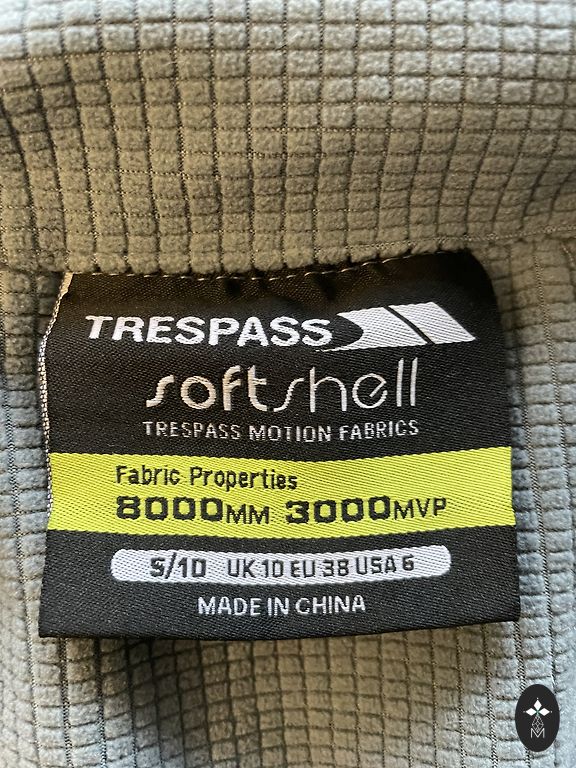 TRESPASS
softshell
TRESPASS MOTION FABRICS
Fabric Properties
8000MM 3000MVP
S/10 UK 10 EU 38 USA 6
MADE IN CHINA
M